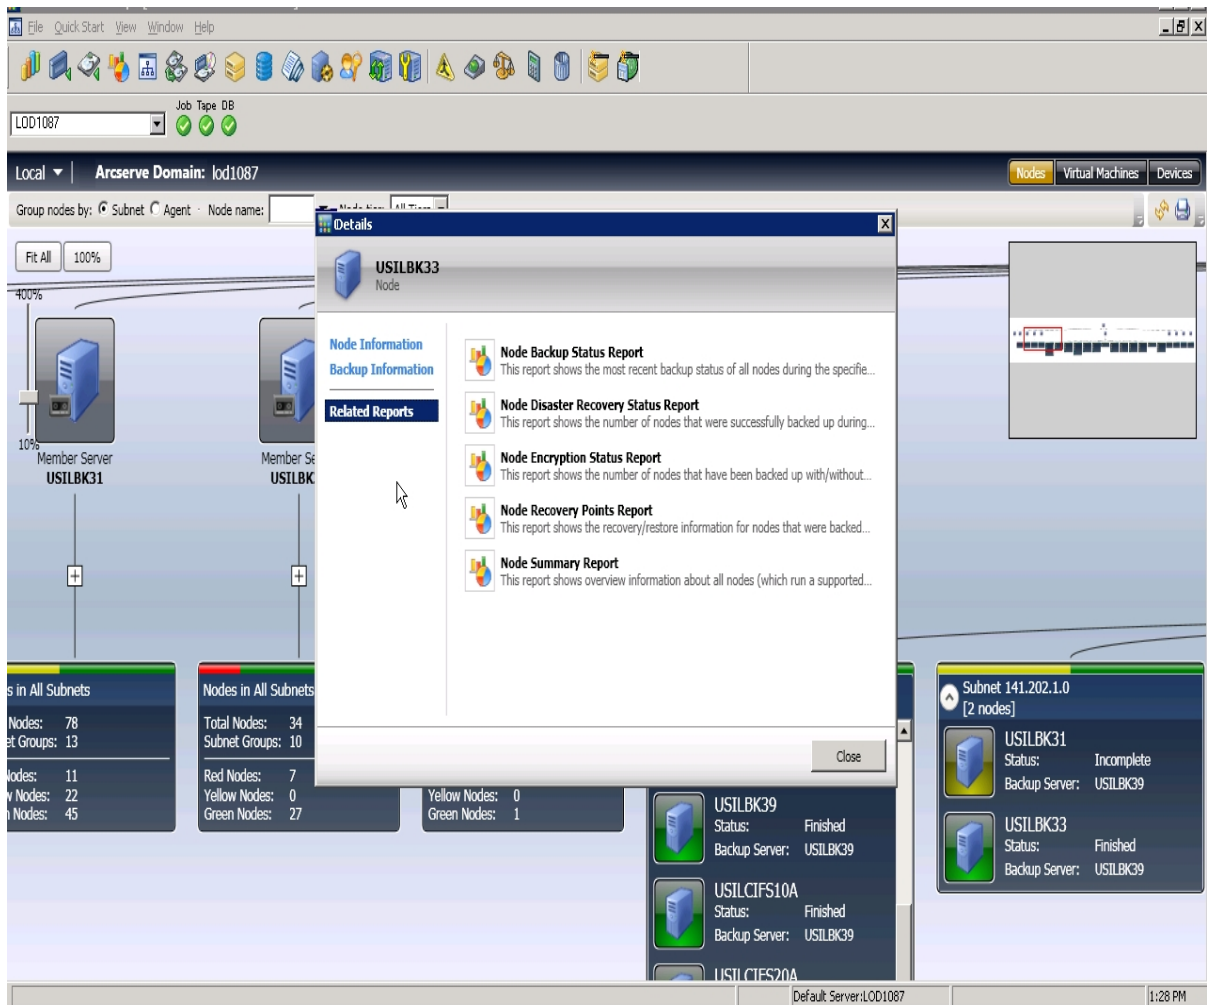 File Quick Start View Window Help
Job Tape DB
LOD1087
Local Arcserve Domain: lod1087 Nodes Virtual Machines Devices
Group nodes by: Subnet Agent Node name:
Fit All 100%
400%
10%
Member Server
USILBK31
Member Se
USILBK
Details
USILBK33
Node
Node Information
Backup Information
Related Reports
Node Backup Status Report
This report shows the most recent backup status of all nodes during the specifie...
Node Disaster Recovery Status Report
This report shows the number of nodes that were successfully backed up during...
Node Encryption Status Report
This report shows the number of nodes that have been backed up with/without...
Node Recovery Points Report
This report shows the recovery/restore information for nodes that were backed...
Node Summary Report
This report shows overview information about all nodes (which run a supported...
Close
s in All Subnets
Nodes: 78
et Groups: 13
Nodes: 11
w Nodes: 22
n Nodes: 45
Nodes in All Subnets
Total Nodes: 34
Subnet Groups: 10
Red Nodes: 7
Yellow Nodes: 0
Green Nodes: 27
Yellow Nodes: 0
Green Nodes: 1
USILBK39
Status: Finished
Backup Server: USILBK39
USILCIFS10A
Status: Finished
Backup Server: USILBK39
USILCIFS20A
Subnet 141.202.1.0
[2 nodes]
USILBK31
Status: Incomplete
Backup Server: USILBK39
USILBK33
Status: Finished
Backup Server: USILBK39
Default Server:LOD1087 1:28 PM